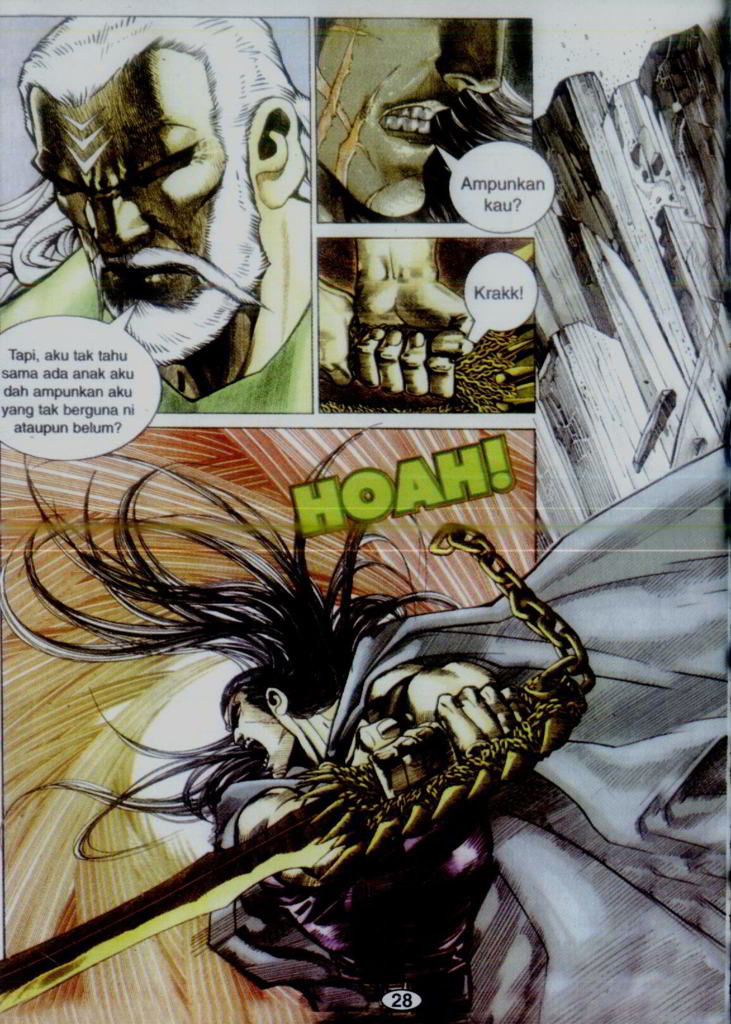 Tapi, aku tak tahu
sama ada anak aku
dah ampunkan aku
yang tak berguna ni
ataupun belum?
Ampunkan
kau?
Krakk!
HOAH!
28